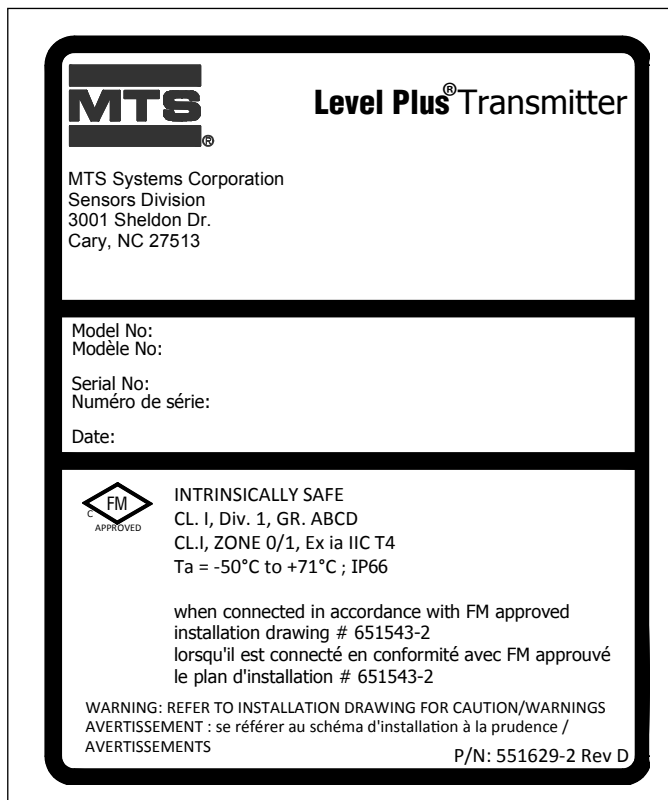 MTS
®
Level Plus® Transmitter
MTS Systems Corporation
Sensors Division
3001 Sheldon Dr.
Cary, NC 27513
Model No:
Modèle No:
Serial No:
Numéro de série:
Date:
FM
C
APPROVED
INTRINSICALLY SAFE
CL. I, Div. 1, GR. ABCD
CL.I, ZONE 0/1, Ex ia IIC T4
Ta = -50°C to +71°C ; IP66
when connected in accordance with FM approved
installation drawing # 651543-2
lorsqu'il est connecté en conformité avec FM approuvé
le plan d'installation # 651543-2
WARNING: REFER TO INSTALLATION DRAWING FOR CAUTION/WARNINGS
AVERTISSEMENT : se référer au schéma d'installation à la prudence /
AVERTISSEMENTS
P/N: 551629-2 Rev D